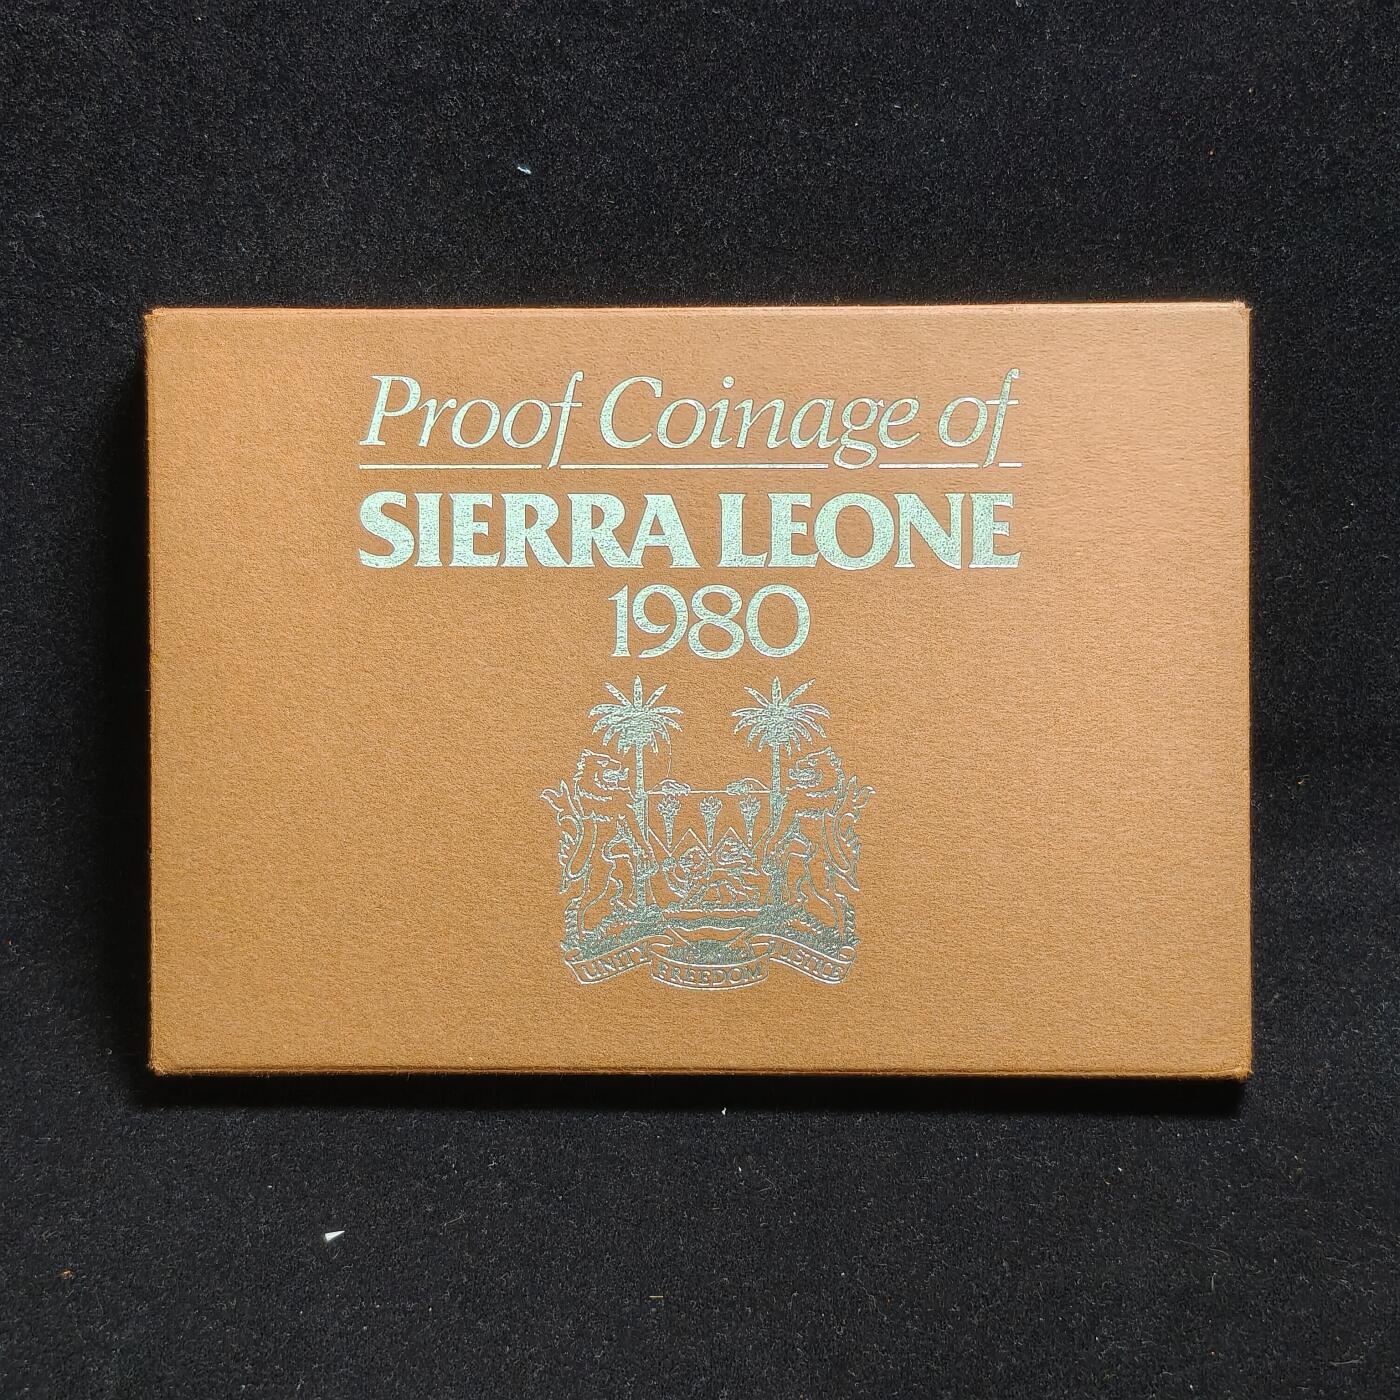 Proof Coinage of
SIERRA LEONE
1980
UNITY FREEDOM JUSTICE